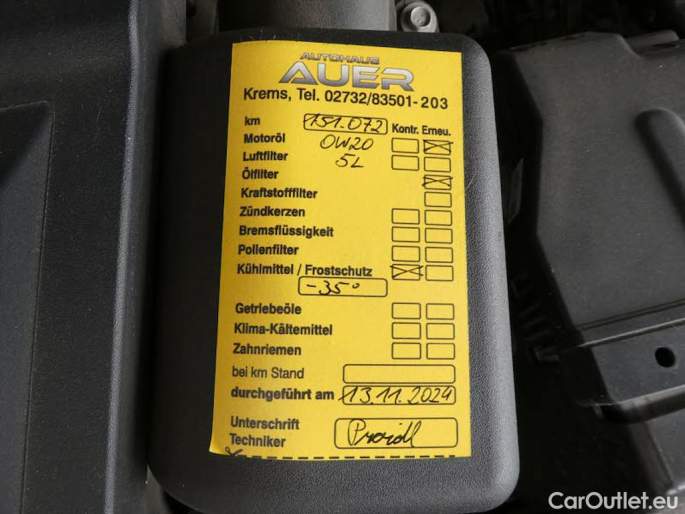 AUTOHAUS
AUER
Krems, Tel. 02732/83501-203
km 151.072 Kontr. Erneu.
Motoröl 0W20
Luftfilter 5L
Ölfilter
Kraftstofffilter
Zündkerzen
Bremsflüssigkeit
Pollenfilter
Kühlmittel / Frostschutz
-35°
Getriebeöle
Klima-Kältemittel
Zahnriemen
bei km Stand
durchgeführt am 13.11.2024
Unterschrift
Techniker
CarOutlet.eu